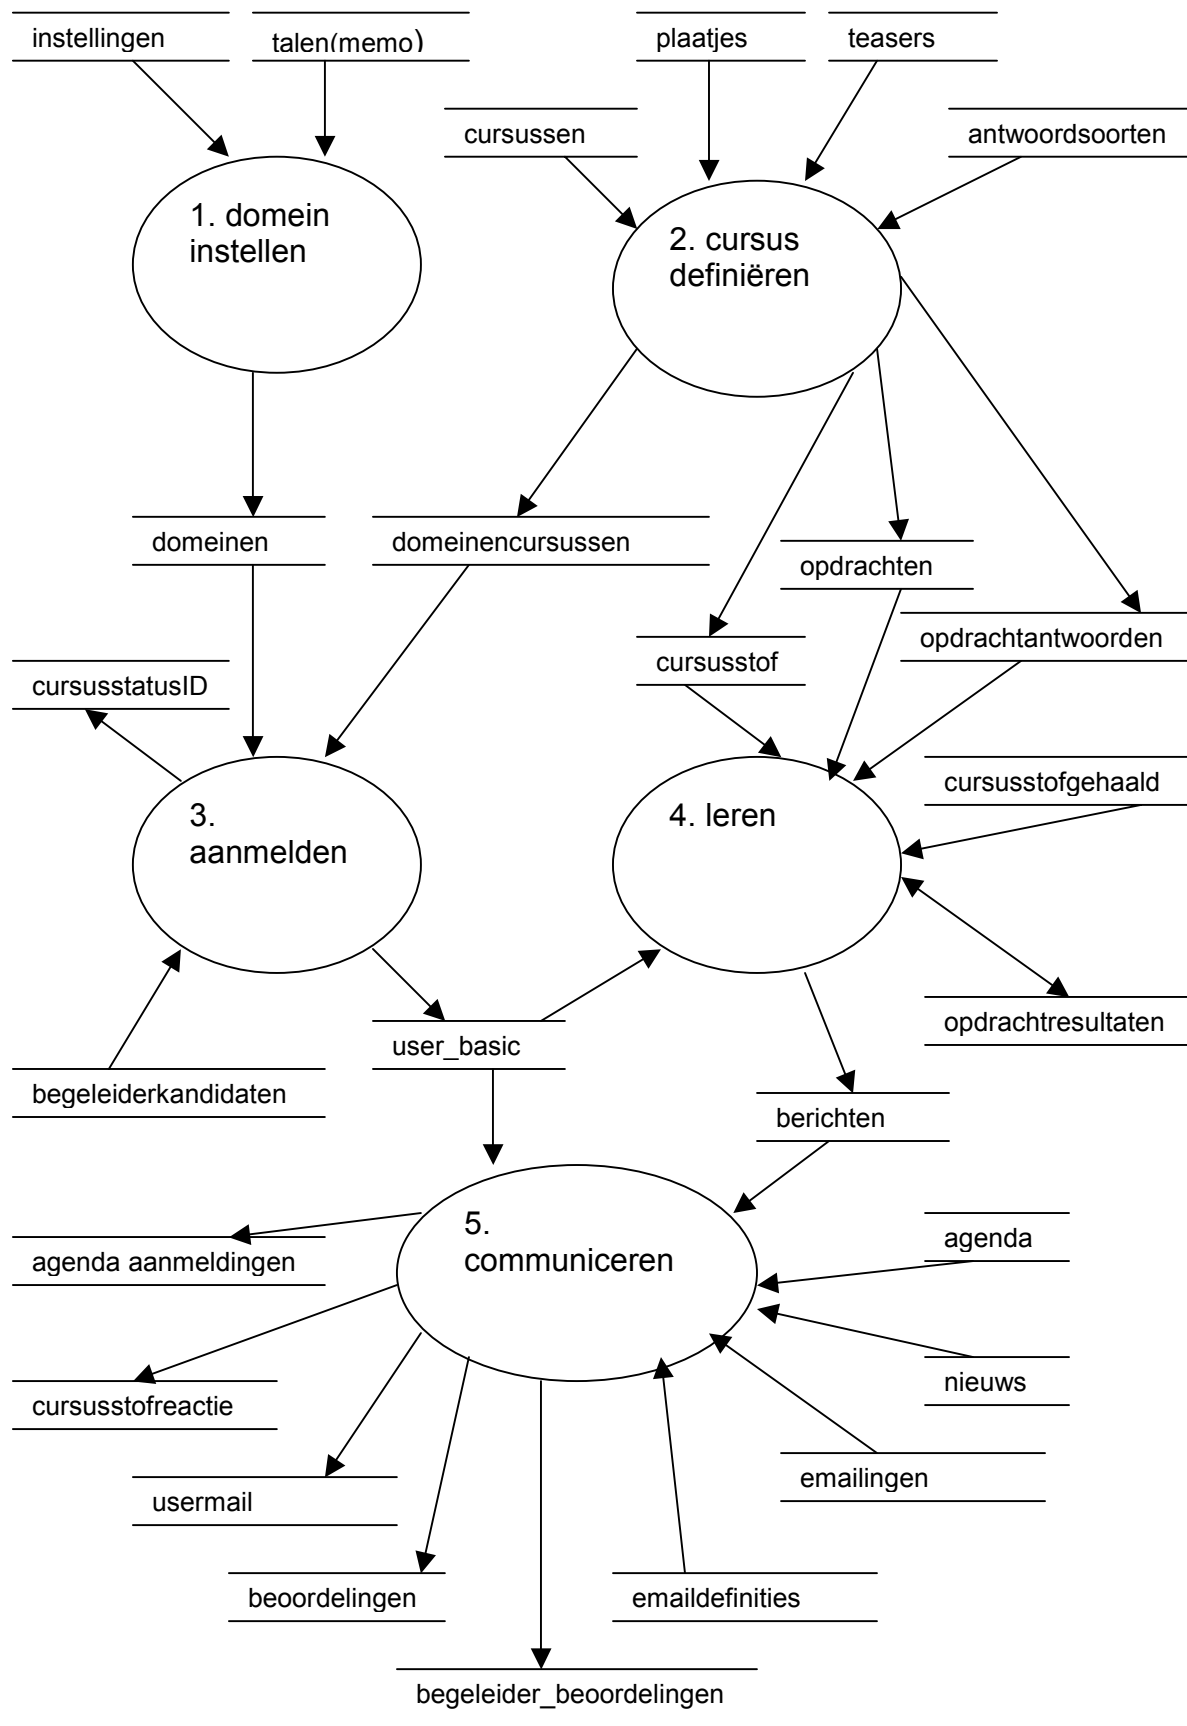 instellingen
talen(memo)
plaatjes
teasers
cursussen
antwoordsoorten
1. domein
instellen
2. cursus
definiëren
domeinen
domeinencursussen
opdrachten
cursusstof
opdrachtantwoorden
cursusstatusID
cursusstofgehaald
3.
aanmelden
4. leren
opdrachtresultaten
user_basic
begeleiderkandidaten
berichten
5.
communiceren
agenda
agenda aanmeldingen
nieuws
cursusstofreactie
emailingen
usermail
beoordelingen
emaildefinities
begeleider_beoordelingen